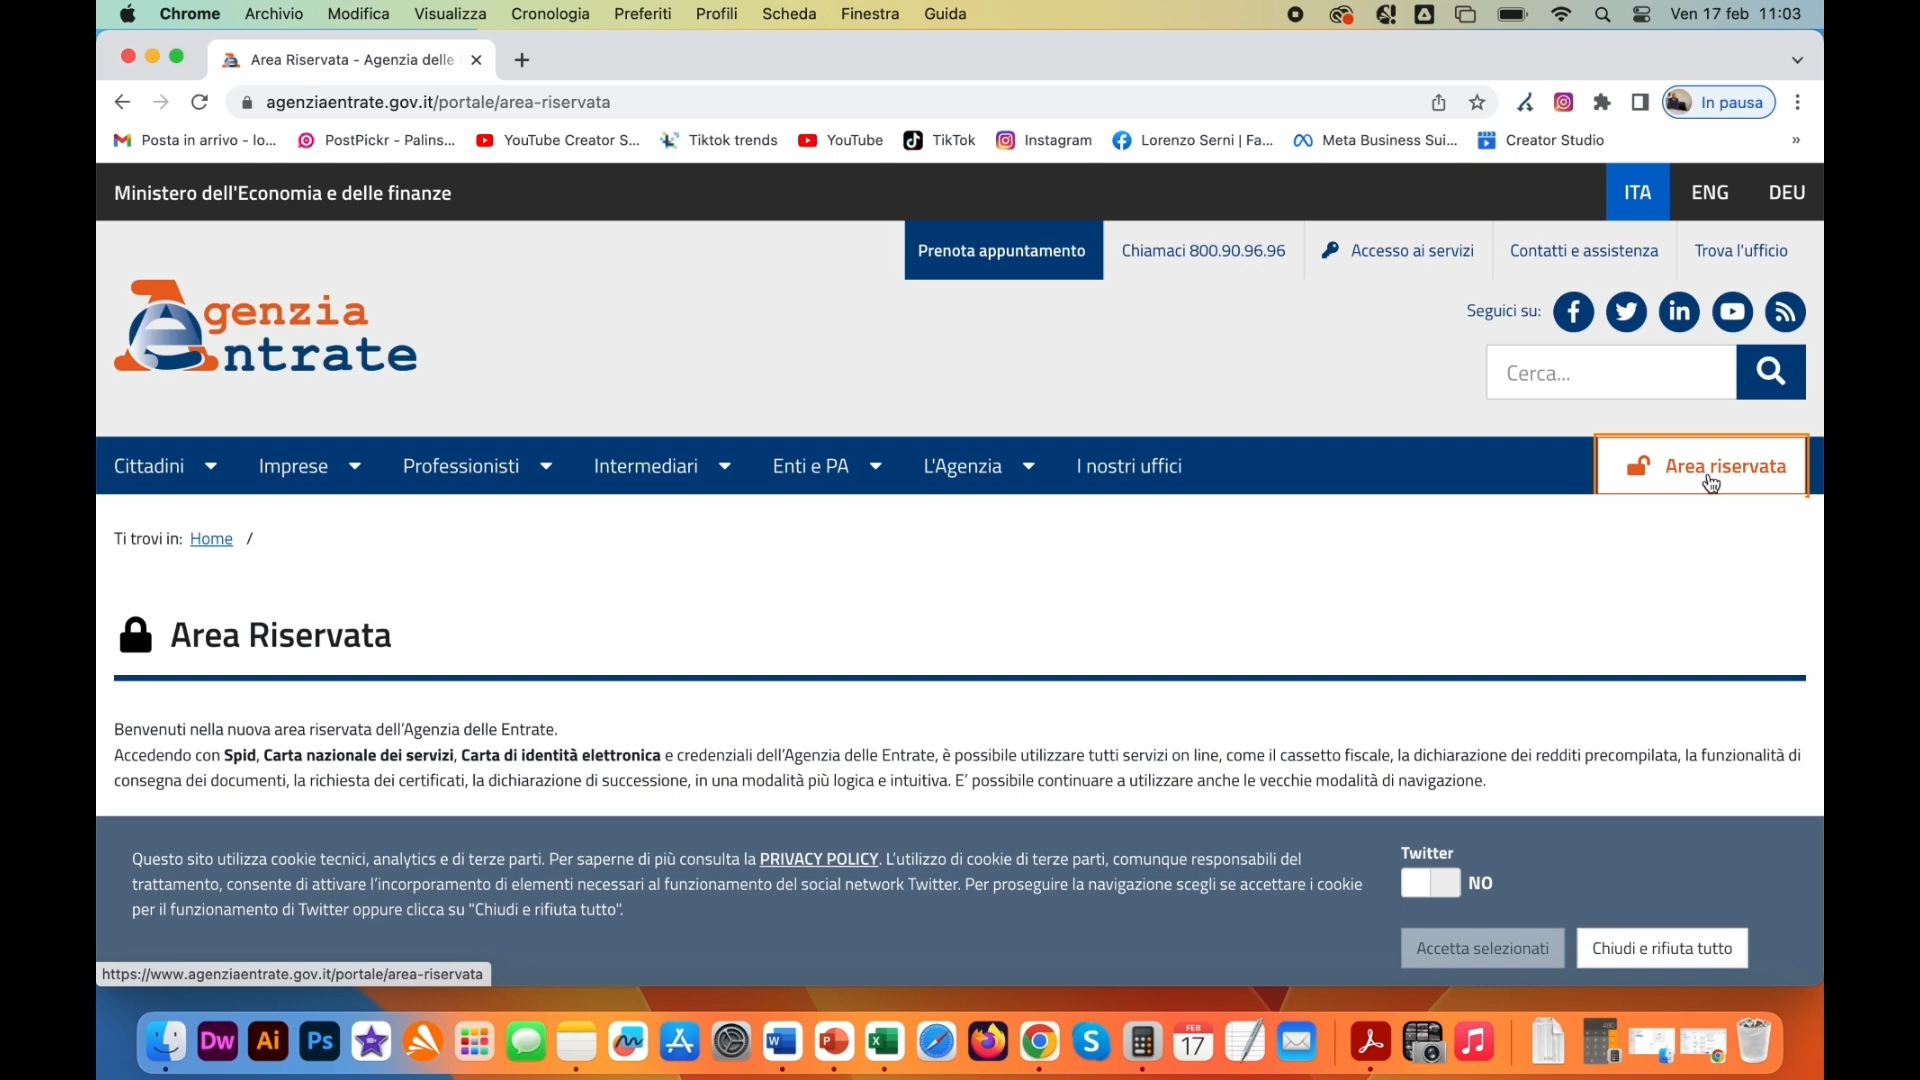 Chrome Archivio Modifica Visualizza Cronologia Preferiti Profili Scheda Finestra Guida Ven 17 feb 11:03
Area Riservata - Agenzia delle
agenziaentrate.gov.it/portale/area-riservata In pausa
Posta in arrivo - lo... PostPickr - Palins... YouTube Creator S... Tiktok trends YouTube TikTok Instagram Lorenzo Serni | Fa... Meta Business Sui... Creator Studio »
Ministero dell'Economia e delle finanze ITA ENG DEU
Prenota appuntamento Chiamaci 800.90.96.96 Accesso ai servizi Contatti e assistenza Trova l'ufficio
Seguici su:
Agenzia
Entrate
Cerca...
Cittadini Imprese Professionisti Intermediari Enti e PA L'Agenzia I nostri uffici Area riservata
Ti trovi in: Home /
Area Riservata
Benvenuti nella nuova area riservata dell'Agenzia delle Entrate.
Accedendo con Spid, Carta nazionale dei servizi, Carta di identità elettronica e credenziali dell'Agenzia delle Entrate, è possibile utilizzare tutti servizi on line, come il cassetto fiscale, la dichiarazione dei redditi precompilata, la funzionalità di
consegna dei documenti, la richiesta dei certificati, la dichiarazione di successione, in una modalità più logica e intuitiva. E' possibile continuare a utilizzare anche le vecchie modalità di navigazione.
Questo sito utilizza cookie tecnici, analytics e di terze parti. Per saperne di più consulta la PRIVACY POLICY. L'utilizzo di cookie di terze parti, comunque responsabili del
trattamento, consente di attivare l'incorporamento di elementi necessari al funzionamento del social network Twitter. Per proseguire la navigazione scegli se accettare i cookie
per il funzionamento di Twitter oppure clicca su "Chiudi e rifiuta tutto".
Twitter
NO
Accetta selezionati Chiudi e rifiuta tutto
https://www.agenziaentrate.gov.it/portale/area-riservata
Dw Ai Ps W P X S FEB 17